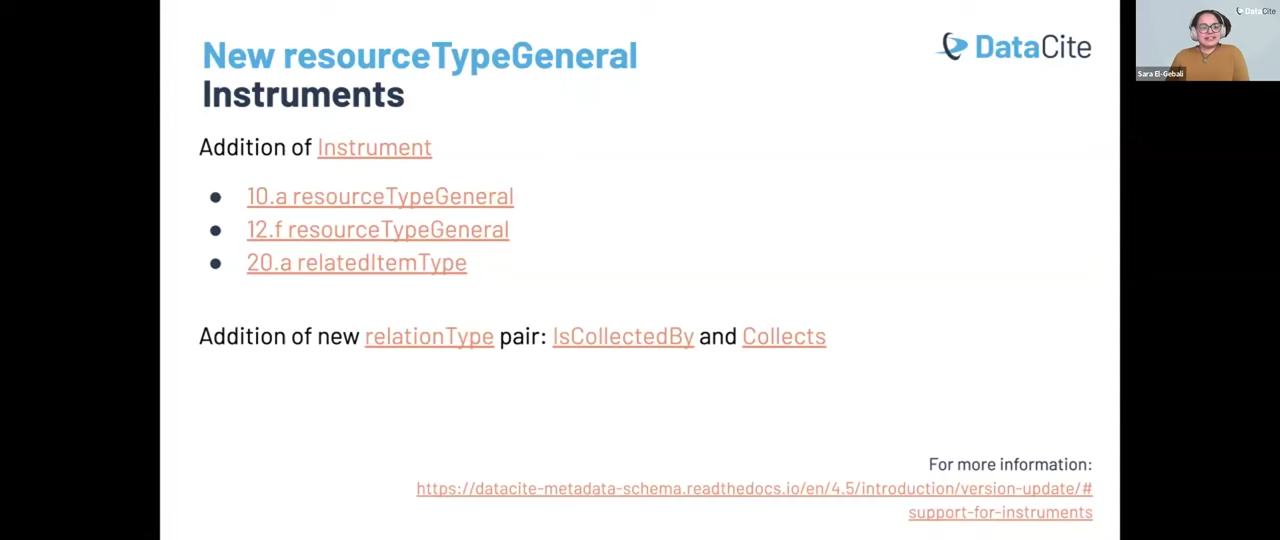 New resourceTypeGeneral
Instruments
DataCite
Addition of Instrument
● 10.a resourceTypeGeneral
● 12.f resourceTypeGeneral
● 20.a relatedItemType
Addition of new relationType pair: IsCollectedBy and Collects
For more information:
https://datacite-metadata-schema.readthedocs.io/en/4.5/introduction/version-update/#
support-for-instruments
DataCite
Sara El-Gebali